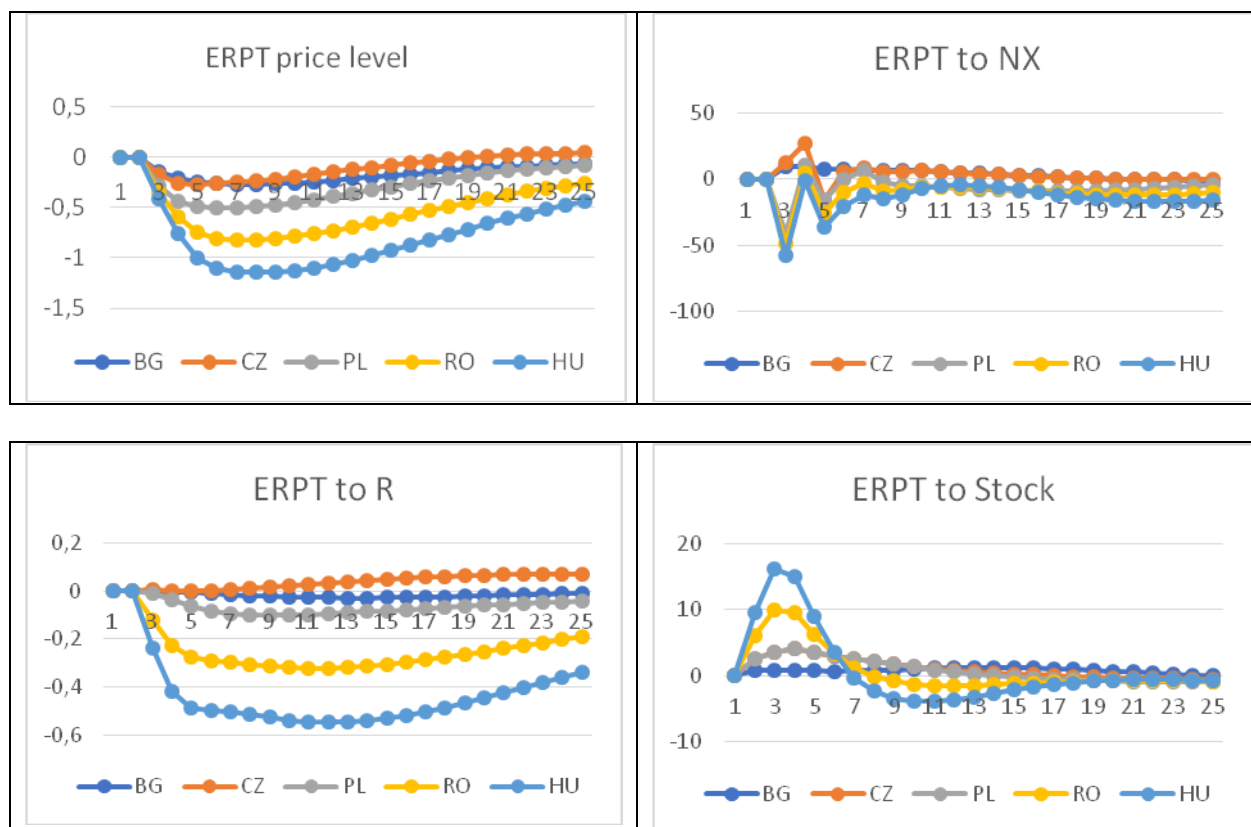 ERPT price level
0,5
0
-0,5
-1
-1,5
1 3 5 7 9 11 13 15 17 19 21 23 25
BG CZ PL RO HU
ERPT to NX
50
0
-50
-100
1 3 5 7 9 11 13 15 17 19 21 23 25
BG CZ PL RO HU
ERPT to R
0,2
0
-0,2
-0,4
-0,6
1 3 5 7 9 11 13 15 17 19 21 23 25
BG CZ PL RO HU
ERPT to Stock
20
10
0
-10
1 3 5 7 9 11 13 15 17 19 21 23 25
BG CZ PL RO HU